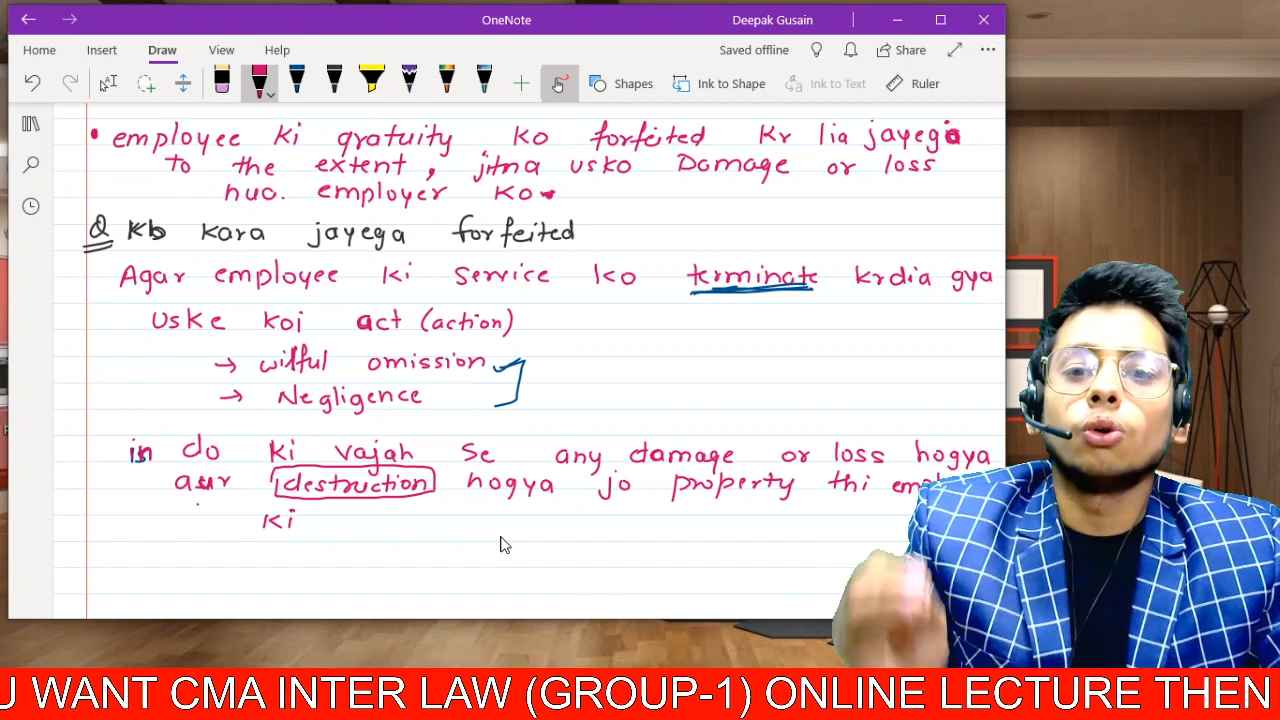 OneNote
Deepak Gusain
Home Insert Draw View Help
Saved offline
Share
Shapes
Ink to Shape
Ink to Text
Ruler
• employee ki gratuity ko forfeited kr lia jayega
to the extent, jitna usko Damage or loss
hua. employer ko
Q Kb kara jayega forfeited
Agar employee ki service ko terminate krdia gya
uske koi act (action)
→ wilful omission
→ Negligence
in do ki vajah se any damage or loss hogya
aur destruction hogya jo property thi
ki
U WANT CMA INTER LAW (GROUP-1) ONLINE LECTURE THEN